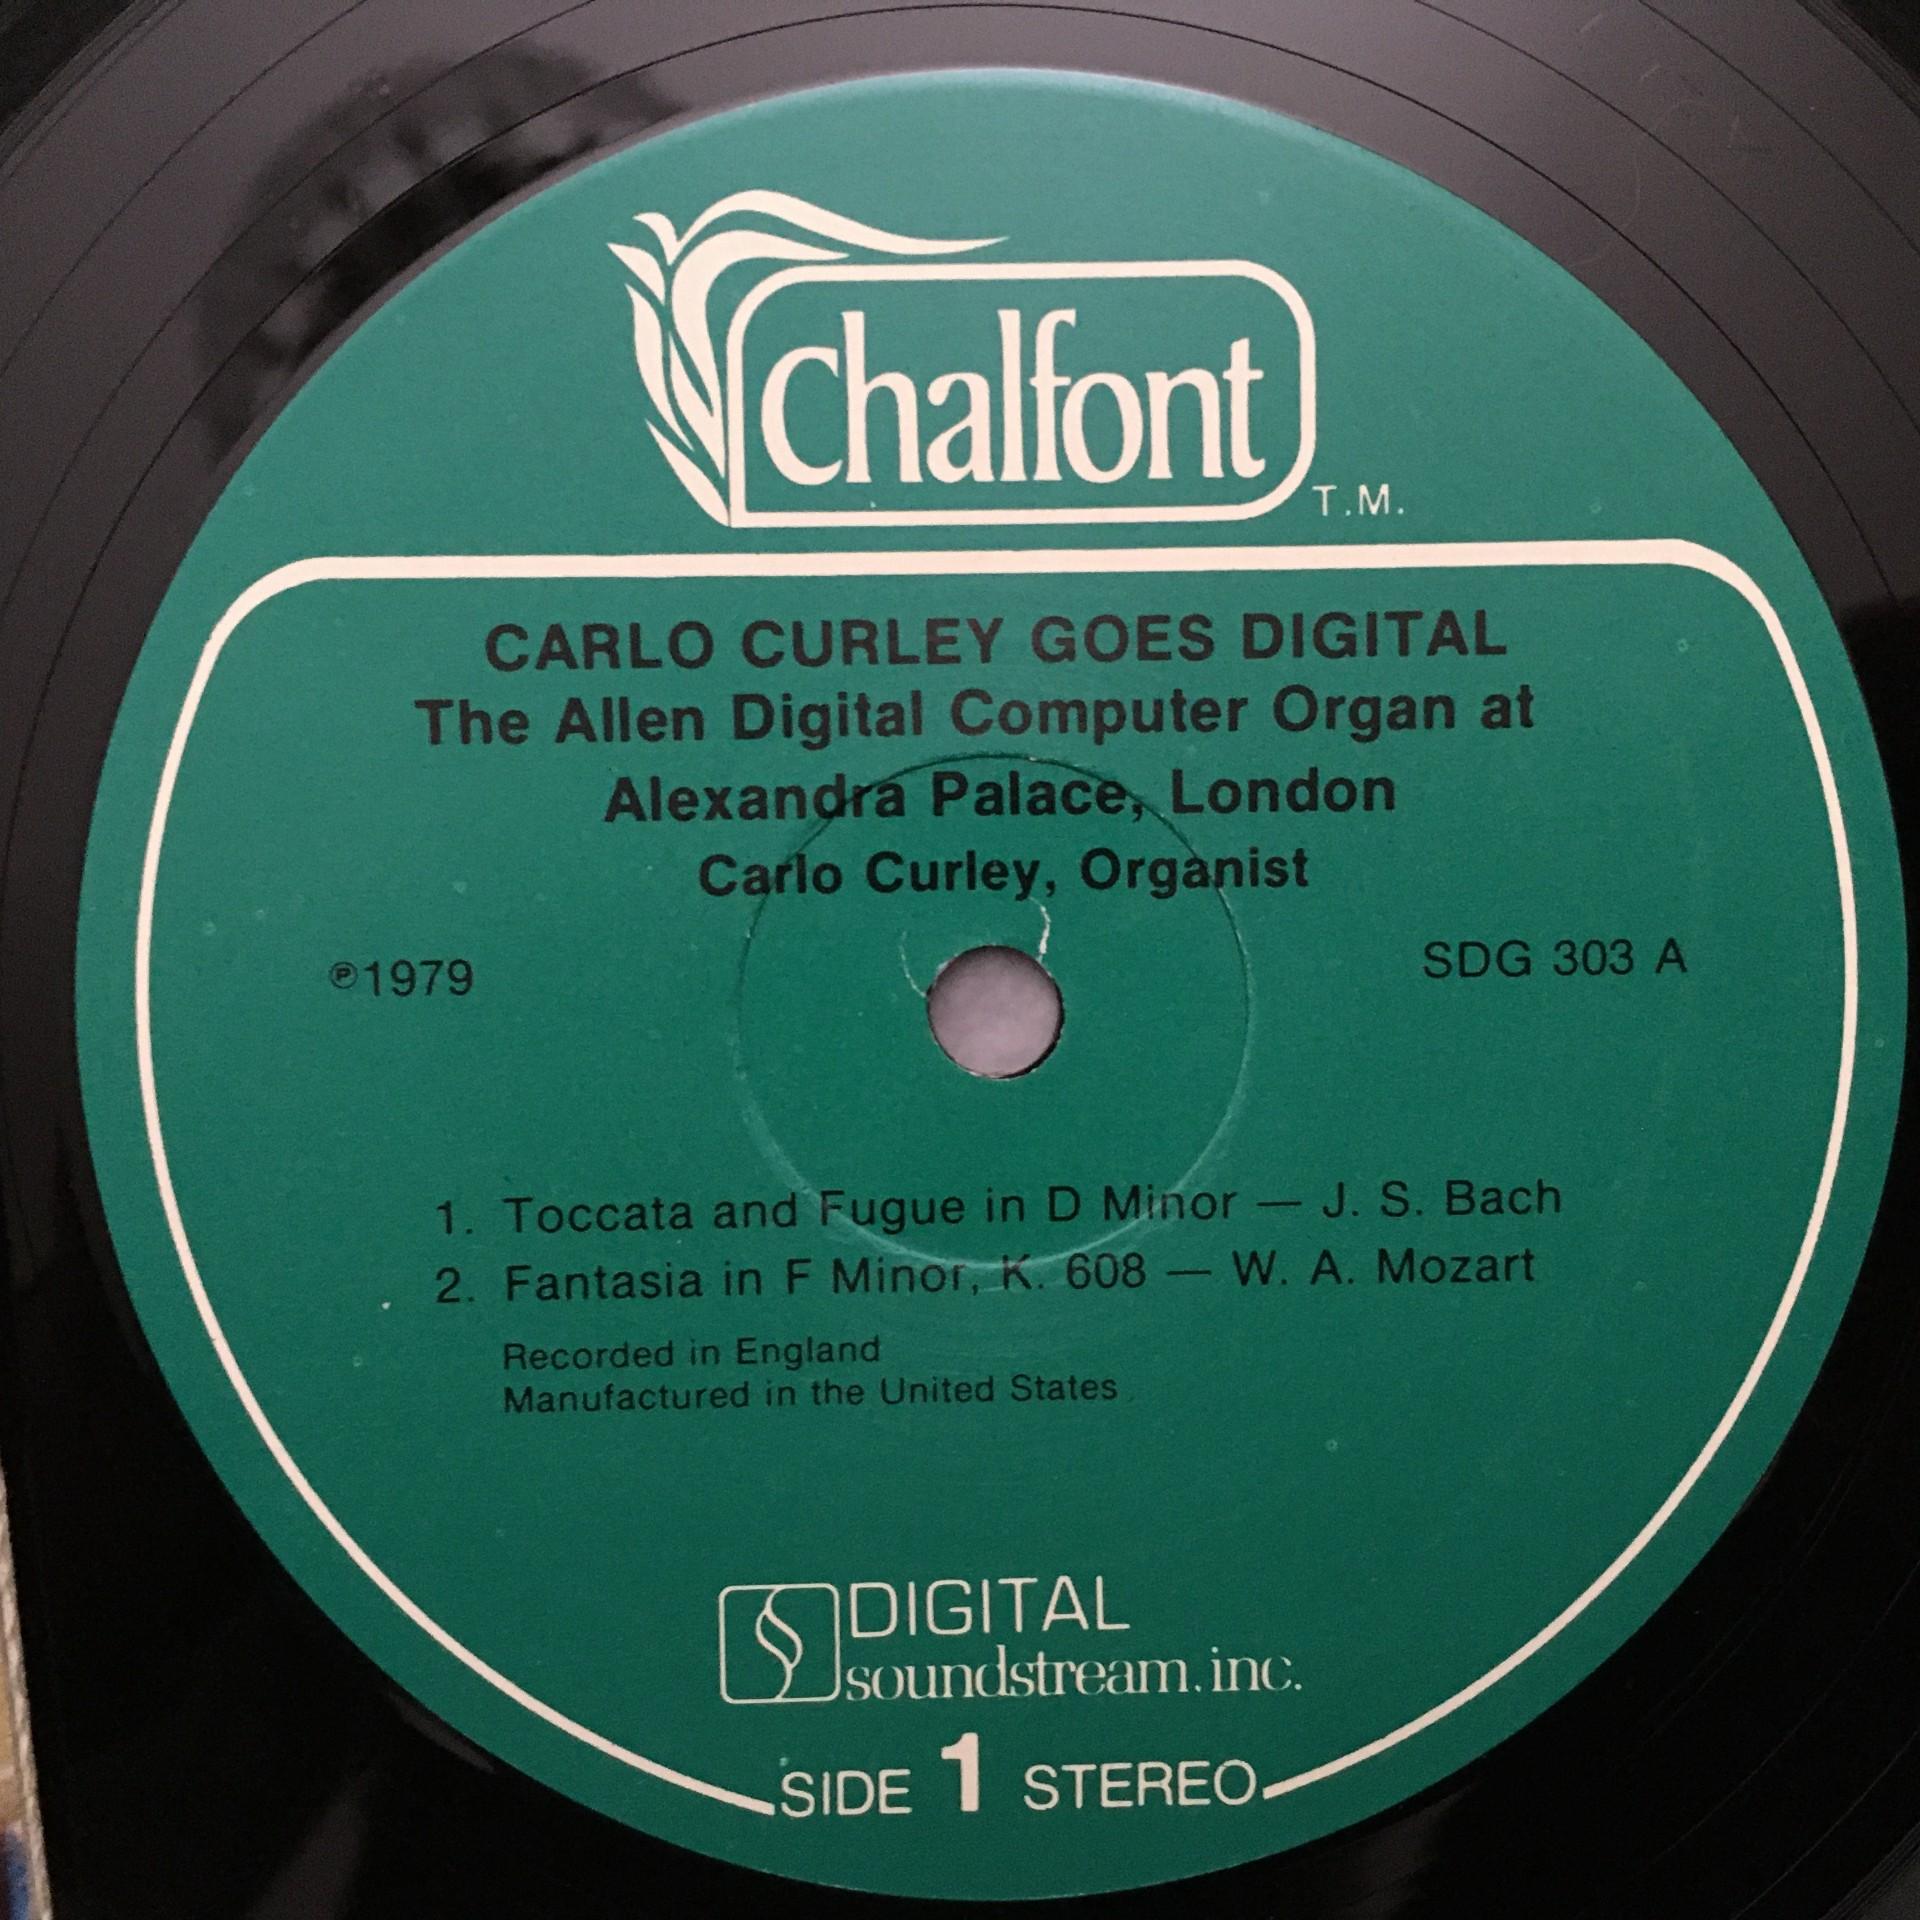 Chalfont
T.M.
CARLO CURLEY GOES DIGITAL
The Allen Digital Computer Organ at
Alexandra Palace, London
Carlo Curley, Organist
℗1979
SDG 303 A
1. Toccata and Fugue in D Minor — J. S. Bach
2. Fantasia in F Minor, K. 608 — W. A. Mozart
Recorded in England
Manufactured in the United States
DIGITAL
soundstream, inc.
SIDE 1 STEREO